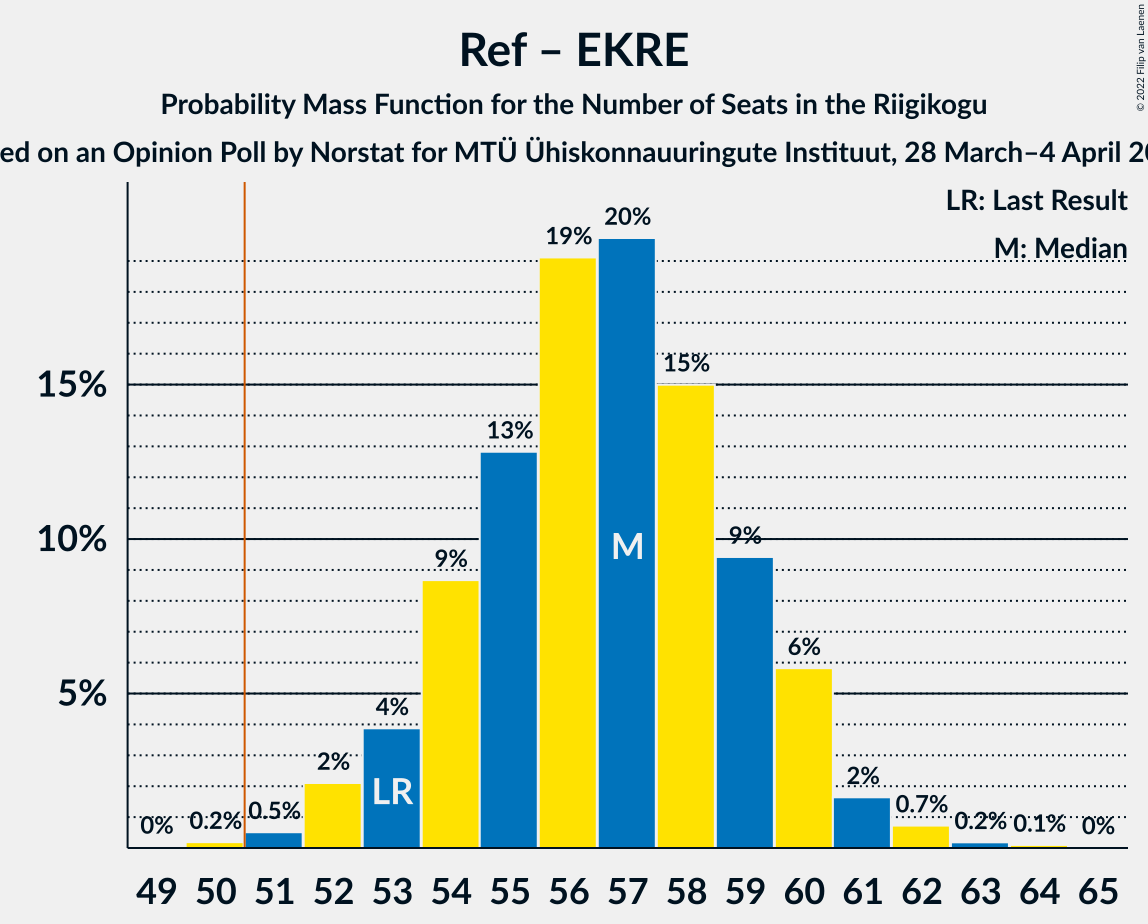 Ref – EKRE
Probability Mass Function for the Number of Seats in the Riigikogu
ed on an Opinion Poll by Norstat for MTÜ Ühiskonnauuringute Instituut, 28 March–4 April 20
© 2022 Filip van Laenen
LR: Last Result
M: Median
20%
19%
15%
15%
13%
10%
9%
9%
M
6%
5%
4%
2%
LR
2%
0.7%
0.5%
0.2%
0%
0.2%
0.1%
0%
49 50 51 52 53 54 55 56 57 58 59 60 61 62 63 64 65